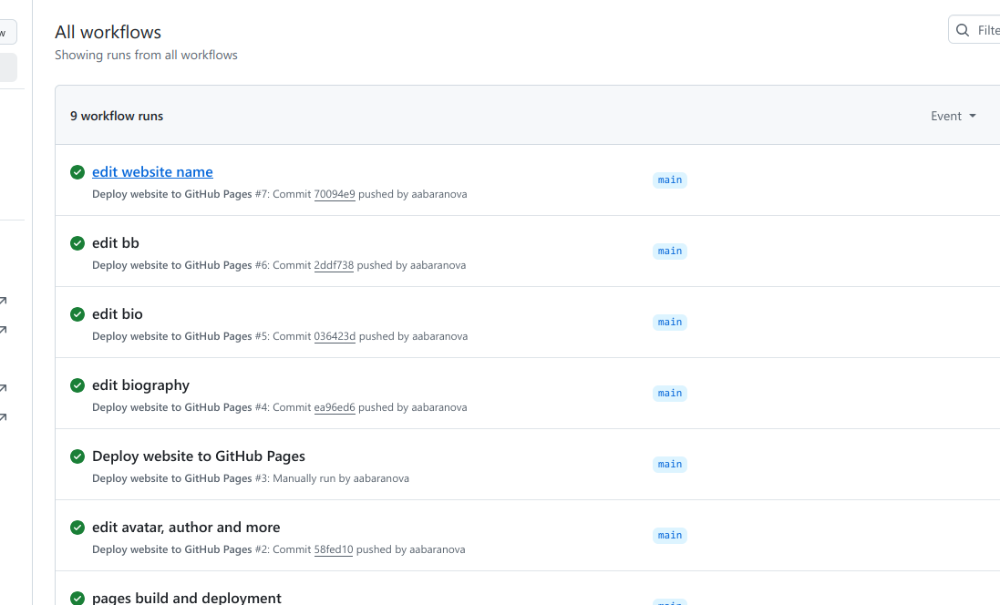 All workflows
Showing runs from all workflows
Filte
9 workflow runs
Event
edit website name
Deploy website to GitHub Pages #7: Commit 70094e9 pushed by aabaranova
main
edit bb
Deploy website to GitHub Pages #6: Commit 2ddf738 pushed by aabaranova
main
edit bio
Deploy website to GitHub Pages #5: Commit 036423d pushed by aabaranova
main
edit biography
Deploy website to GitHub Pages #4: Commit ea96ed6 pushed by aabaranova
main
Deploy website to GitHub Pages
Deploy website to GitHub Pages #3: Manually run by aabaranova
main
edit avatar, author and more
Deploy website to GitHub Pages #2: Commit 58fed10 pushed by aabaranova
main
pages build and deployment
main